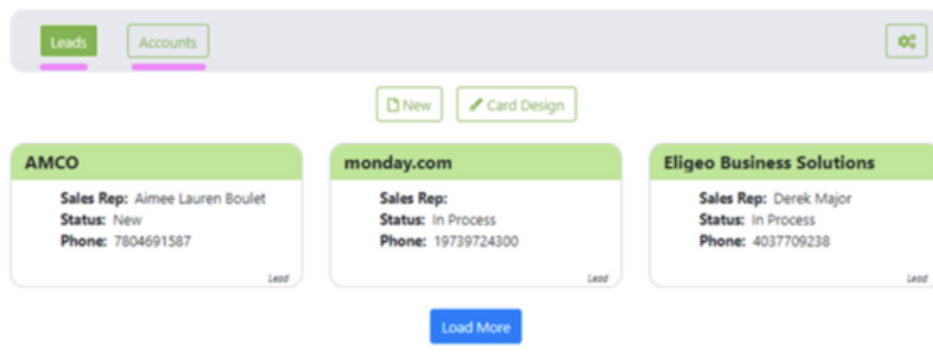 Leads Accounts
New Card Design
AMCO monday.com Eligeo Business Solutions
Sales Rep: Aimee Lauren Boulet Sales Rep: Sales Rep: Derek Major
Status: New Status: In Process Status: In Process
Phone: 7804691587 Phone: 19739724300 Phone: 4037709238
Lead Lead Lead
Load More